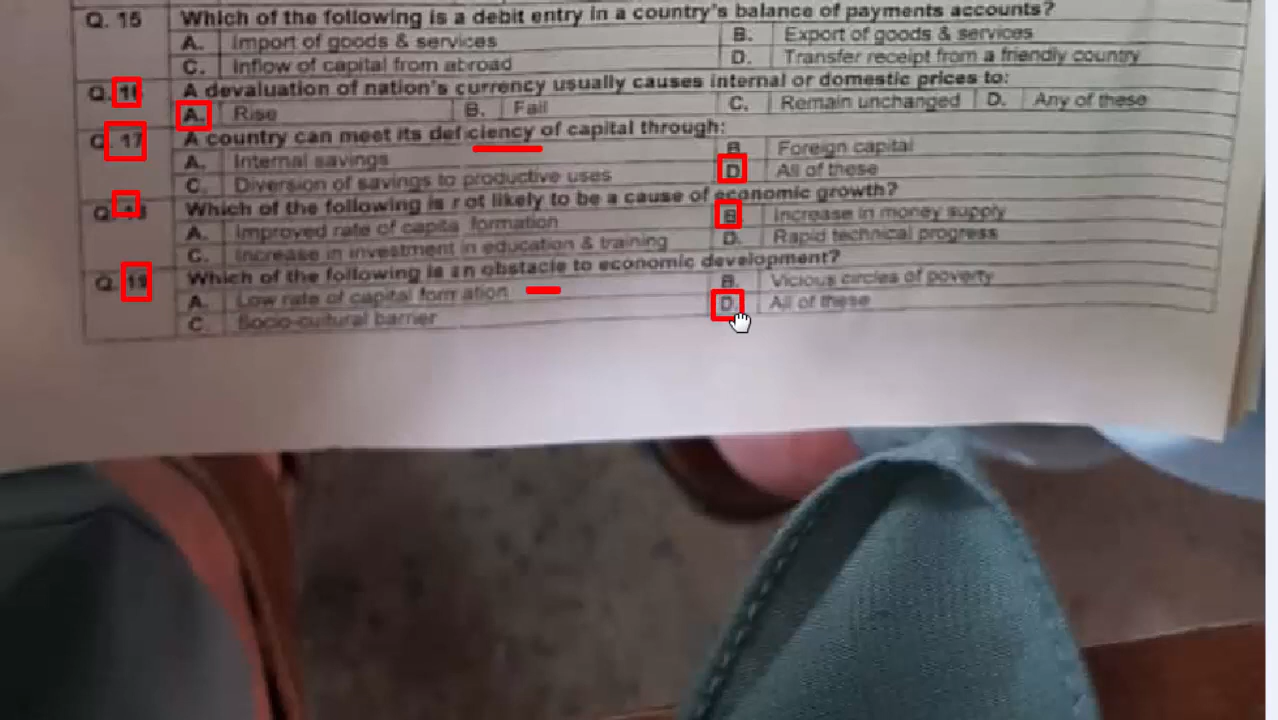 Q. 15 Which of the following is a debit entry in a country's balance of payments accounts?
A. Import of goods & services B. Export of goods & services
C. Inflow of capital from abroad D. Transfer receipt from a friendly country
Q. 16 A devaluation of nation's currency usually causes internal or domestic prices to:
A. Rise B. Fall C. Remain unchanged D. Any of these
Q. 17 A country can meet its deficiency of capital through:
A. Internal savings B. Foreign capital
C. Diversion of savings to productive uses D. All of these
Q. Which of the following is not likely to be a cause of economic growth?
A. Improved rate of capital formation B. Increase in money supply
C. Increase in investment in education & training D. Rapid technical progress
Q. 19 Which of the following is an obstacle to economic development?
A. Low rate of capital formation B. Vicious circles of poverty
C. Socio-cultural barrier D. All of these